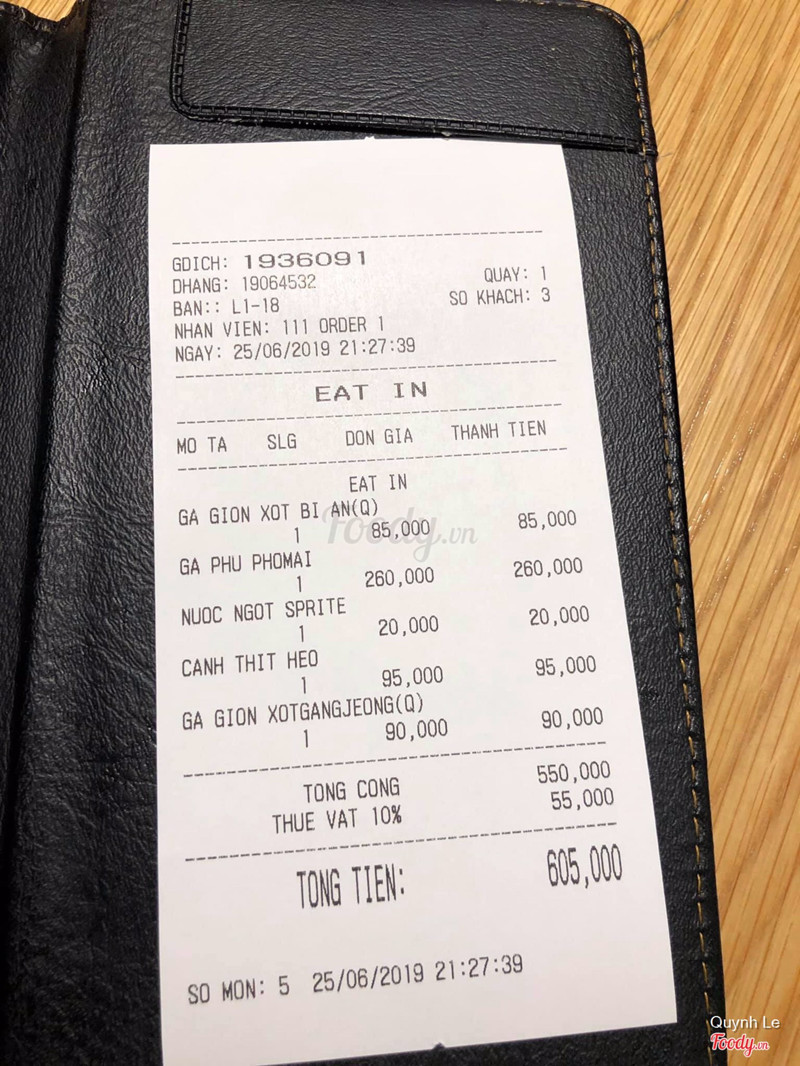 GDICH: 1936091
DHANG: 19064532 QUAY: 1
BAN:: L1-18 SO KHACH: 3
NHAN VIEN: 111 ORDER 1
NGAY: 25/06/2019 21:27:39
EAT IN
MO TA SLG DON GIA THANH TIEN
EAT IN
GA GION XOT BI AN(Q)
1 85,000 85,000
GA PHU PHOMAI
1 260,000 260,000
NUOC NGOT SPRITE
1 20,000 20,000
CANH THIT HEO
1 95,000 95,000
GA GION XOTGANGJEONG(Q)
1 90,000 90,000
TONG CONG 550,000
THUE VAT 10% 55,000
TONG TIEN: 605,000
SO MON: 5 25/06/2019 21:27:39
Foody.vn
Quynh Le
Foody.vn